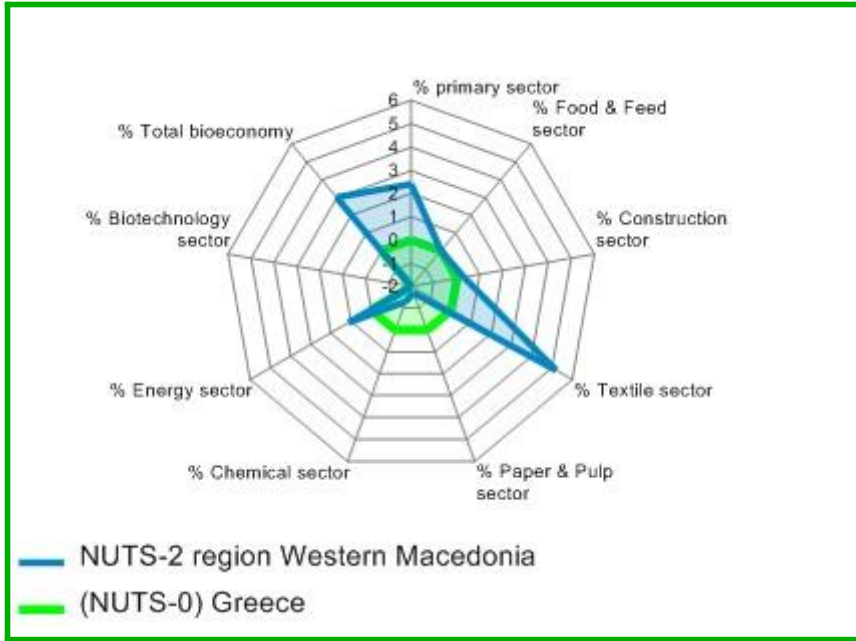 % primary sector
% Food & Feed
sector
% Total bioeconomy
% Biotechnology
sector
% Construction
sector
6
5
4
3
2
1
0
-1
-2
% Energy sector
% Textile sector
% Chemical sector
% Paper & Pulp
sector
NUTS-2 region Western Macedonia
(NUTS-0) Greece